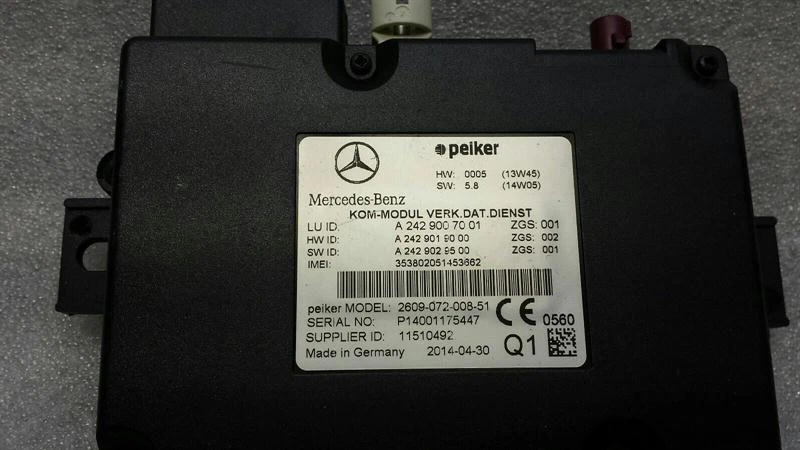 peiker
HW: 0005 (13W45)
SW: 5.8 (14W05)
Mercedes-Benz
KOM-MODUL VERK.DAT.DIENST
LU ID: A 242 900 70 01 ZGS: 001
HW ID: A 242 901 90 00 ZGS: 002
SW ID: A 242 902 95 00 ZGS: 001
IMEI: 353802051453662
peiker MODEL: 2609-072-008-51
SERIAL NO: P14001175447
SUPPLIER ID: 11510492
CE 0560
Made in Germany 2014-04-30 Q1